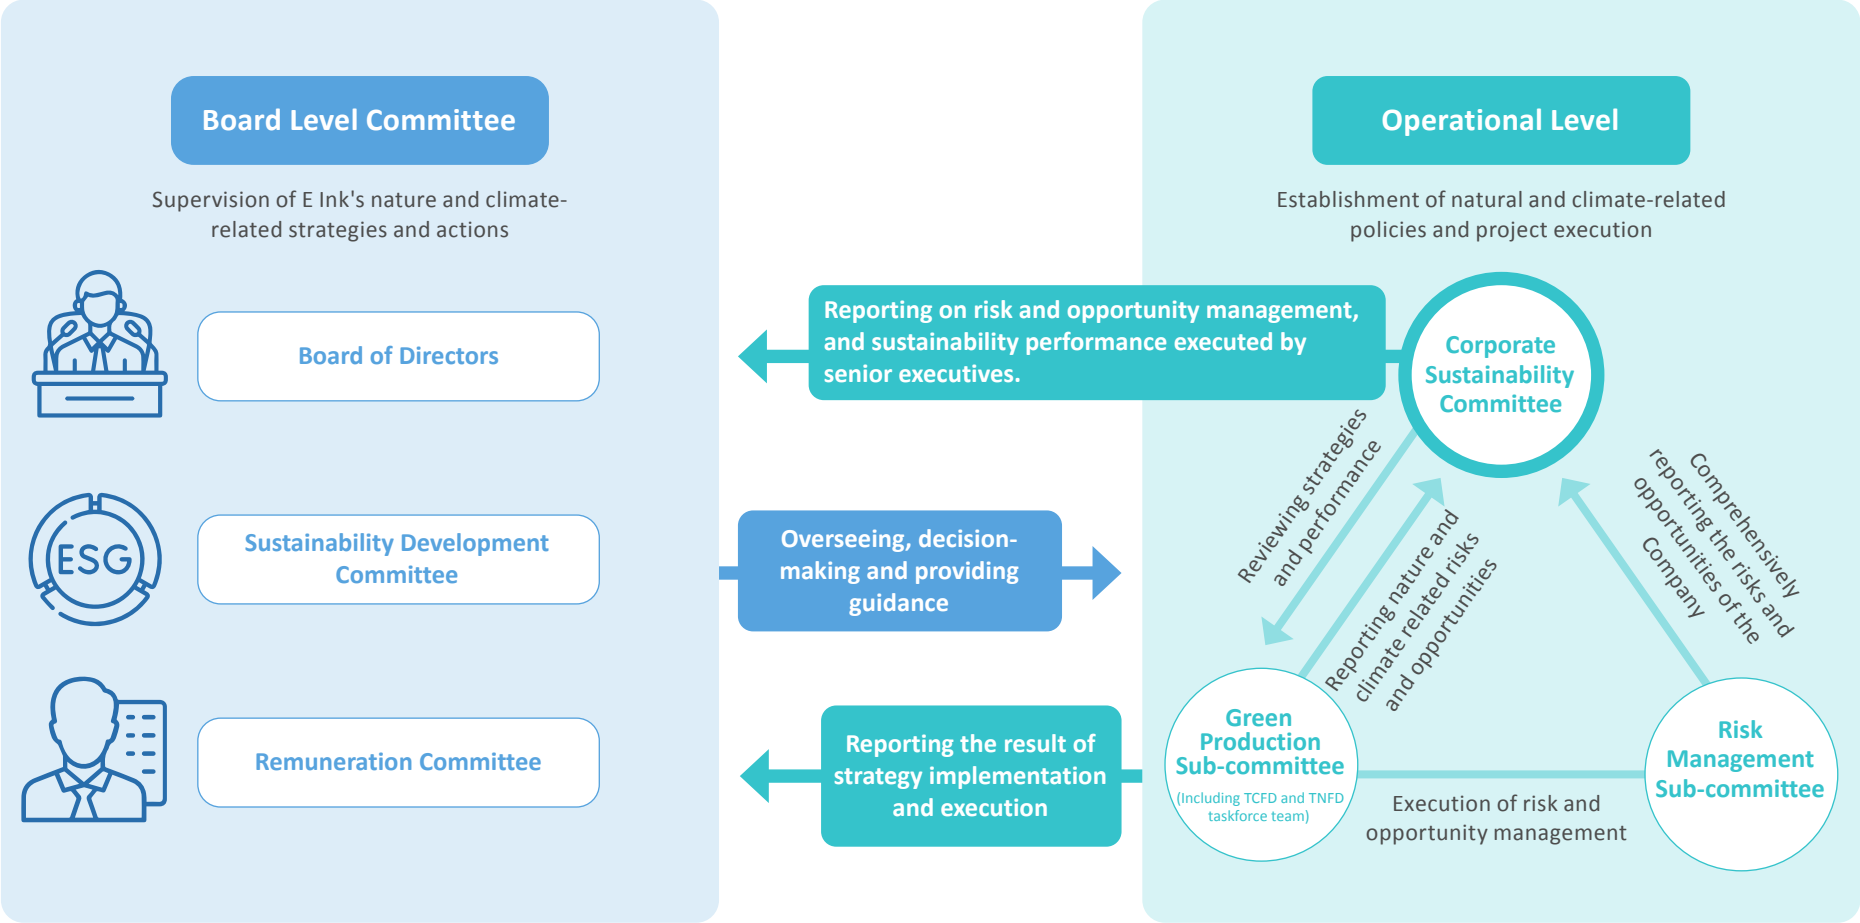 Board Level Committee
Supervision of E Ink's nature and climate-
related strategies and actions
Board of Directors
ESG
Sustainability Development
Committee
Remuneration Committee
Reporting on risk and opportunity management,
and sustainability performance executed by
senior executives.
Overseeing, decision-
making and providing
guidance
Reporting the result of
strategy implementation
and execution
Operational Level
Establishment of natural and climate-related
policies and project execution
Corporate
Sustainability
Committee
Reviewing strategies
and performance
Reporting nature and
climate related risks
and opportunities
Comprehensively
reporting the risks and
opportunities of the
Company
Green
Production
Sub-committee
(Including TCFD and TNFD
taskforce team)
Execution of risk and
opportunity management
Risk
Management
Sub-committee